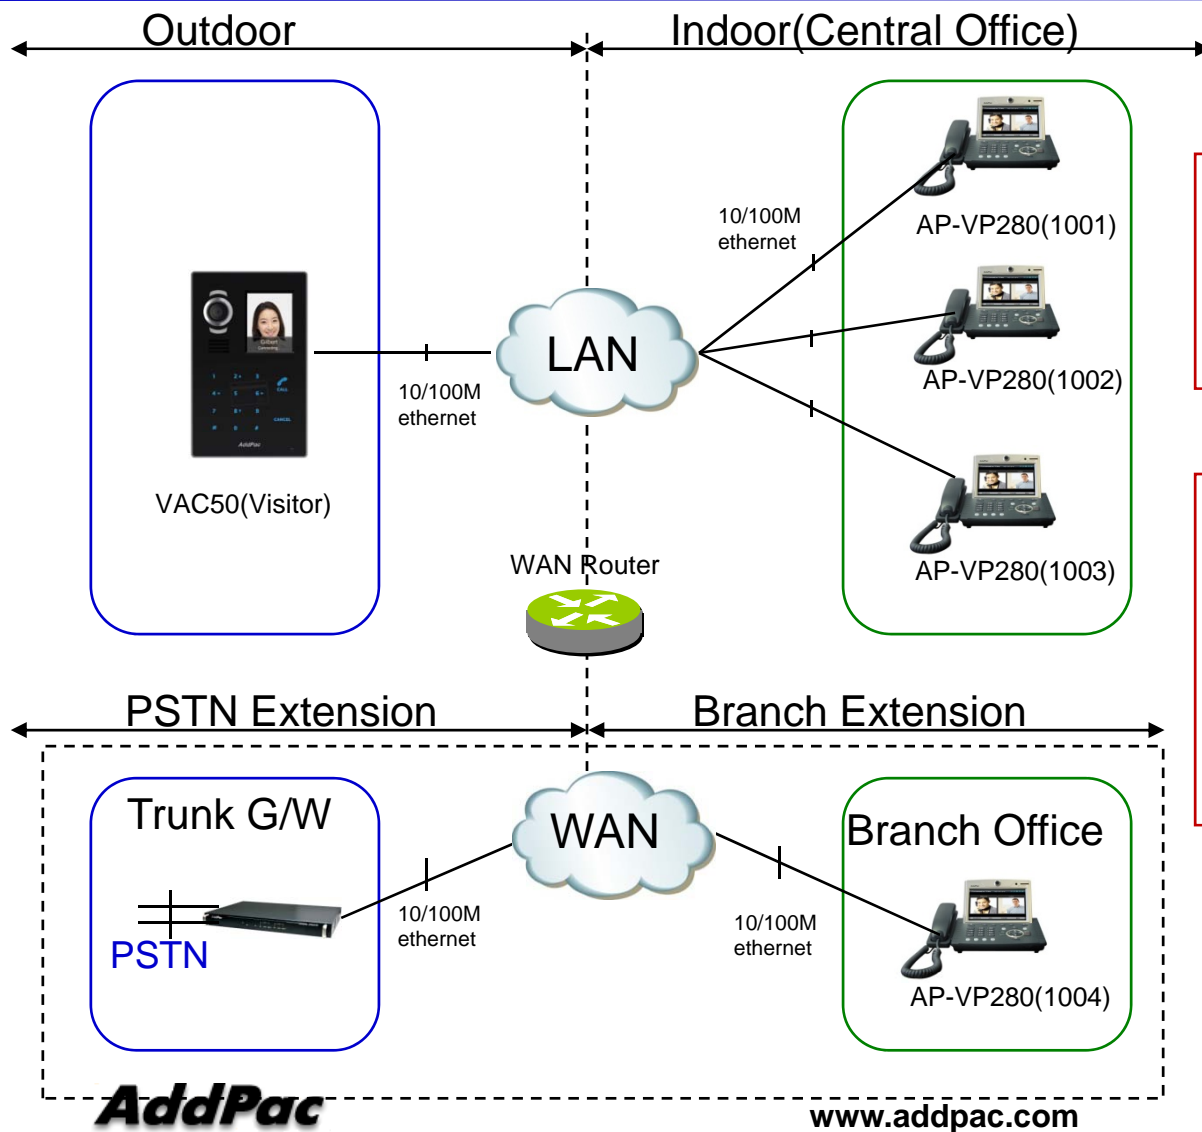 Outdoor
Indoor(Central Office)
10/100M
ethernet
AP-VP280(1001)
LAN
AP-VP280(1002)
10/100M
ethernet
AddPac
VAC50(Visitor)
WAN Router
AP-VP280(1003)
PSTN Extension
Branch Extension
Trunk G/W
WAN
Branch Office
10/100M
ethernet
10/100M
ethernet
PSTN
AP-VP280(1004)
AddPac
www.addpac.com